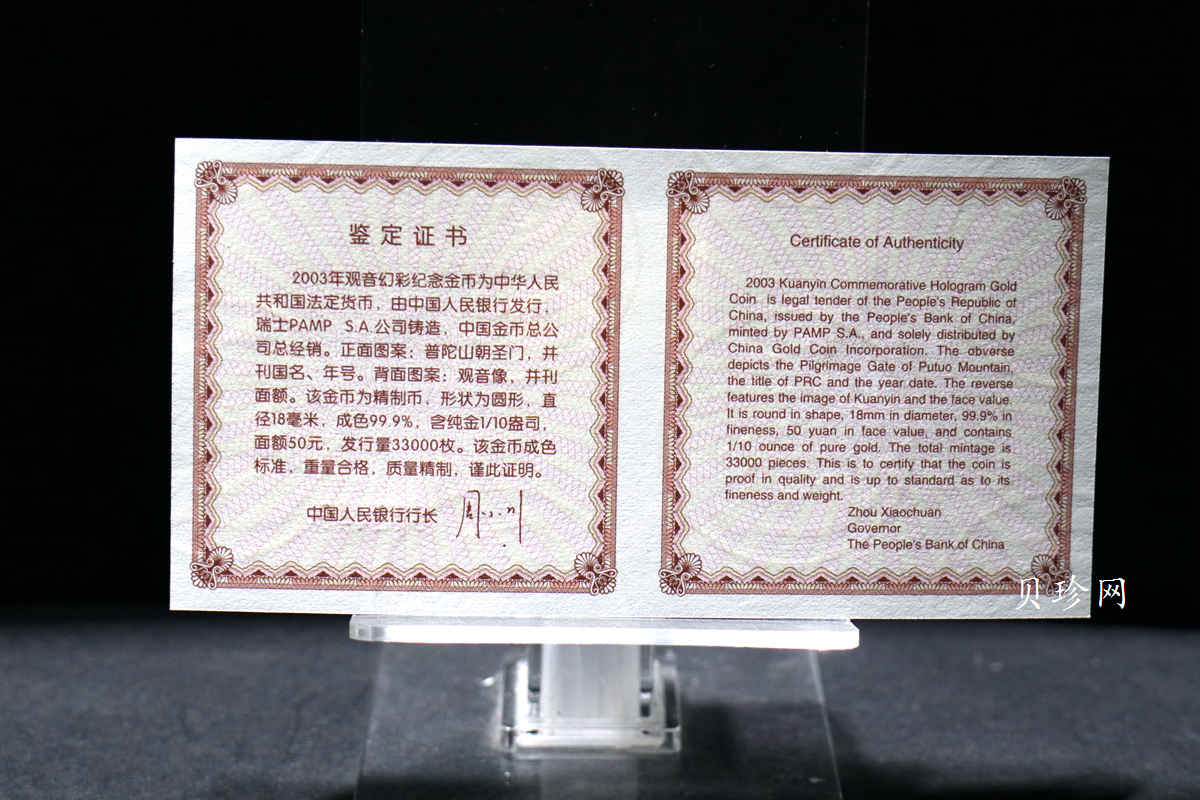 鉴定证书
2003年观音幻彩纪念金币为中华人民
共和国法定货币，由中国人民银行发行，
瑞士PAMP S.A.公司铸造，中国金币总公
司总经销。正面图案：普陀山朝圣门，并
刊国名、年号。背面图案：观音像，并刊
面额。该金币为精制币，形状为圆形，直
径18毫米，成色99.9%，含纯金1/10盎司，
面额50元，发行量33000枚。该金币成色
标准，重量合格，质量精制，谨此证明。
中国人民银行行长 周小川
Certificate of Authenticity
2003 Kuanyin Commemorative Hologram Gold
Coin is legal tender of the People's Republic of
China, issued by the People's Bank of China,
minted by PAMP S.A., and solely distributed by
China Gold Coin Incorporation. The obverse
depicts the Pilgrimage Gate of Putuo Mountain,
the title of PRC and the year date. The reverse
features the image of Kuanyin and the face value.
It is round in shape, 18mm in diameter, 99.9% in
fineness, 50 yuan in face value, and contains
1/10 ounce of pure gold. The total mintage is
33000 pieces. This is to certify that the coin is
proof in quality and is up to standard as to its
fineness and weight.
Zhou Xiaochuan
Governor
The People's Bank of China
贝珍网